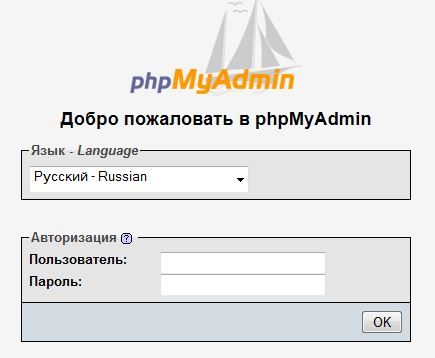 phpMyAdmin
Добро пожаловать в phpMyAdmin
Язык - Language
Русский - Russian
Авторизация ?
Пользователь:
Пароль:
OK